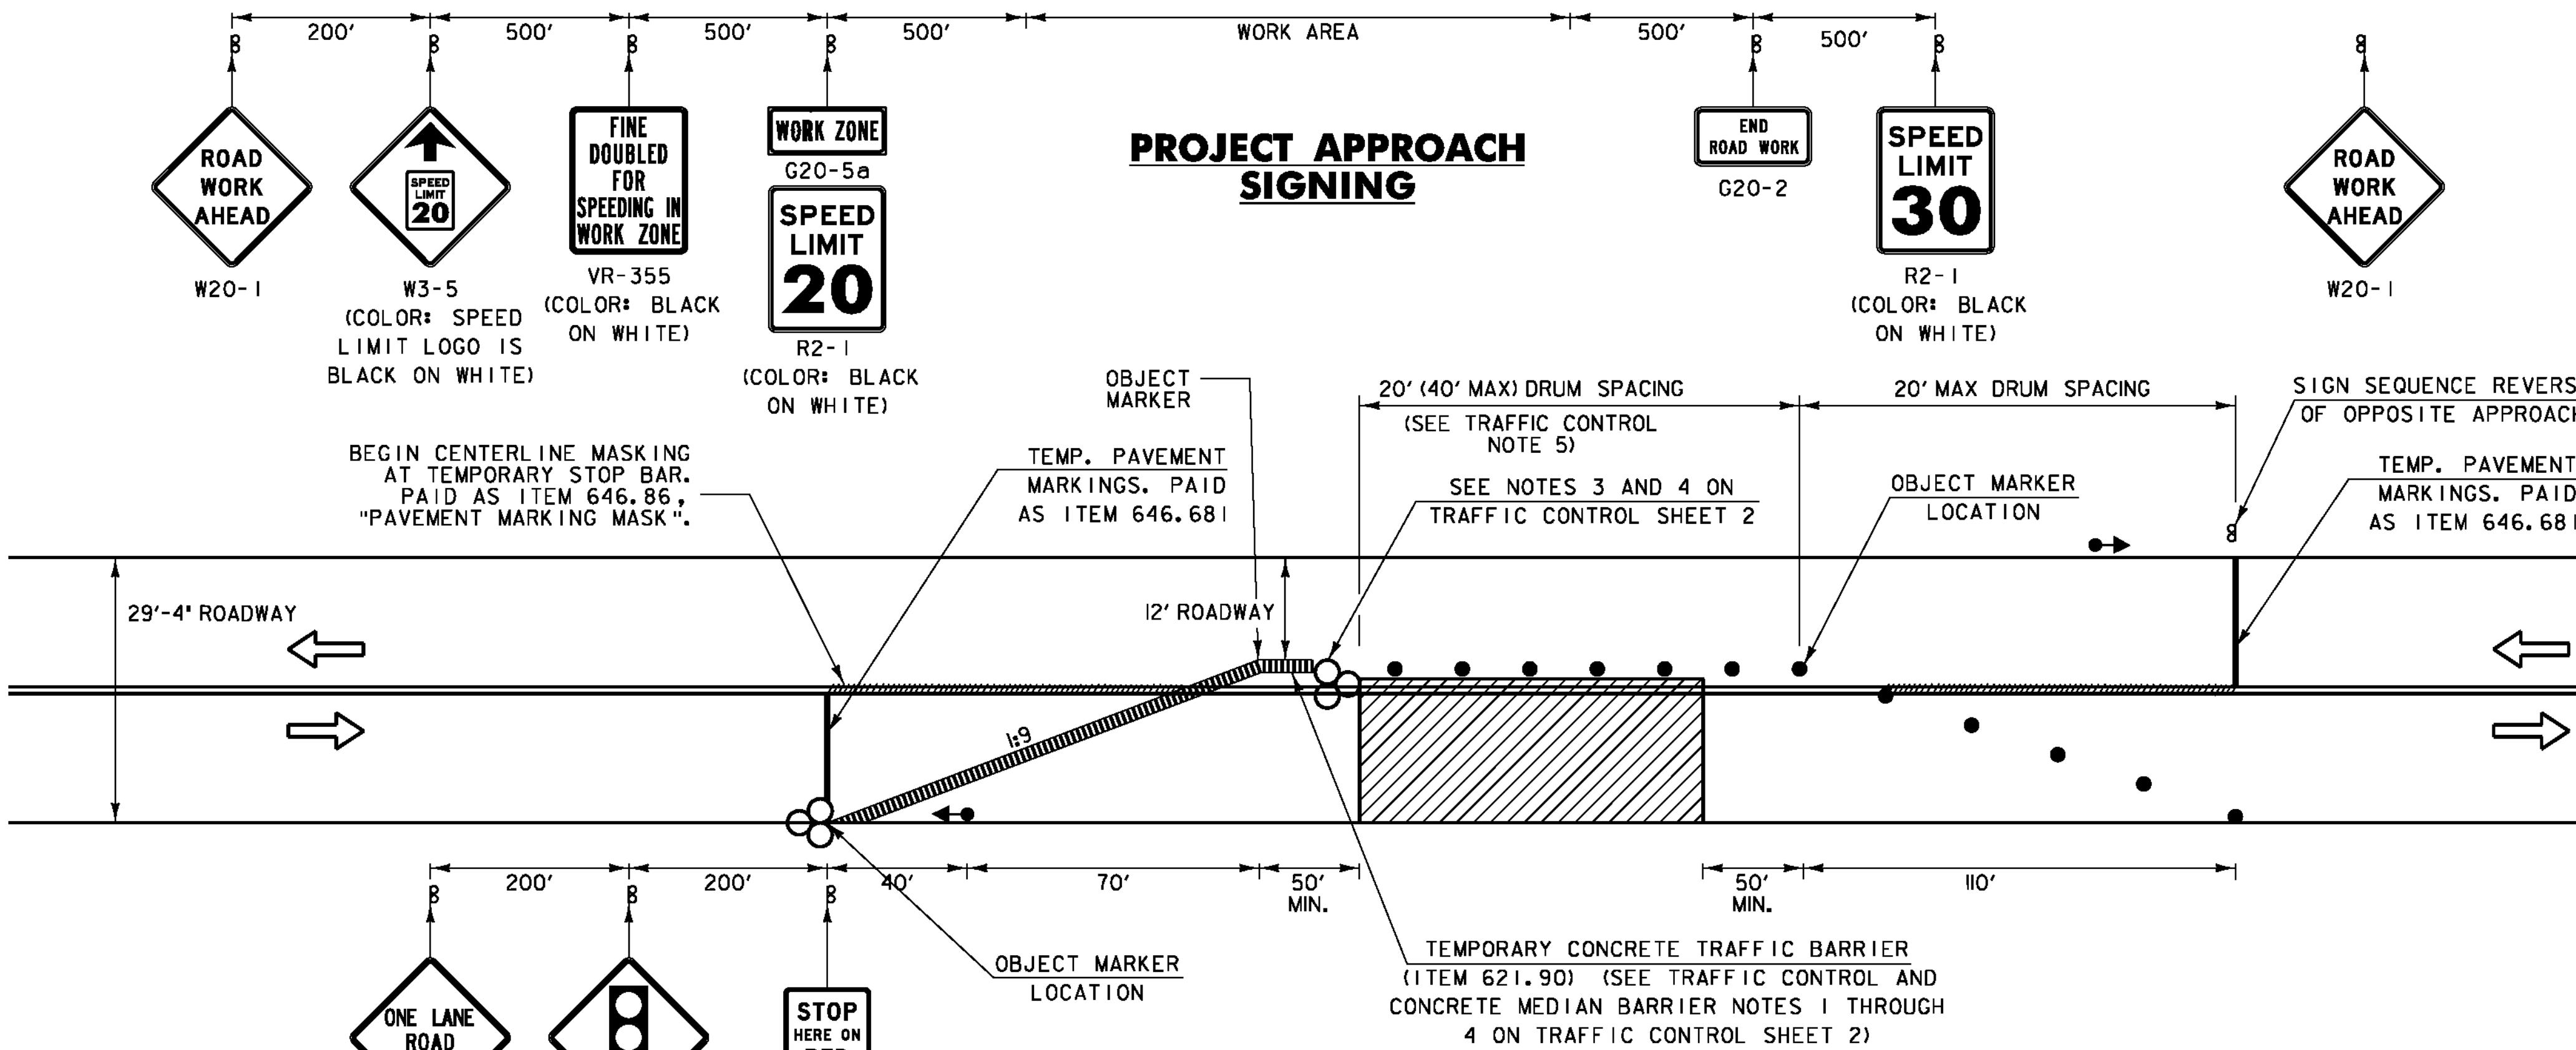 200'
500'
500'
500'
WORK AREA
500'
500'
ROAD
WORK
AHEAD
W20-1
SPEED
LIMIT
20
W3-5
(COLOR: SPEED
LIMIT LOGO IS
BLACK ON WHITE)
FINE
DOUBLED
FOR
SPEEDING IN
WORK ZONE
VR-355
(COLOR: BLACK
ON WHITE)
WORK ZONE
G20-5a
SPEED
LIMIT
20
R2-1
(COLOR: BLACK
ON WHITE)
PROJECT APPROACH
SIGNING
END
ROAD WORK
G20-2
SPEED
LIMIT
30
R2-1
(COLOR: BLACK
ON WHITE)
ROAD
WORK
AHEAD
W20-1
BEGIN CENTERLINE MASKING
AT TEMPORARY STOP BAR.
PAID AS ITEM 646.86,
"PAVEMENT MARKING MASK".
TEMP. PAVEMENT
MARKINGS. PAID
AS ITEM 646.681
OBJECT
MARKER
20' (40' MAX) DRUM SPACING
(SEE TRAFFIC CONTROL
NOTE 5)
20' MAX DRUM SPACING
SEE NOTES 3 AND 4 ON
TRAFFIC CONTROL SHEET 2
OBJECT MARKER
LOCATION
SIGN SEQUENCE REVERS
OF OPPOSITE APPROACH
TEMP. PAVEMENT
MARKINGS. PAID
AS ITEM 646.681
29'-4" ROADWAY
12' ROADWAY
1:9
200'
200'
40'
70'
50'
MIN.
50'
MIN.
110'
OBJECT MARKER
LOCATION
TEMPORARY CONCRETE TRAFFIC BARRIER
(ITEM 621.90) (SEE TRAFFIC CONTROL AND
CONCRETE MEDIAN BARRIER NOTES 1 THROUGH
4 ON TRAFFIC CONTROL SHEET 2)
ONE LANE
ROAD
STOP
HERE ON